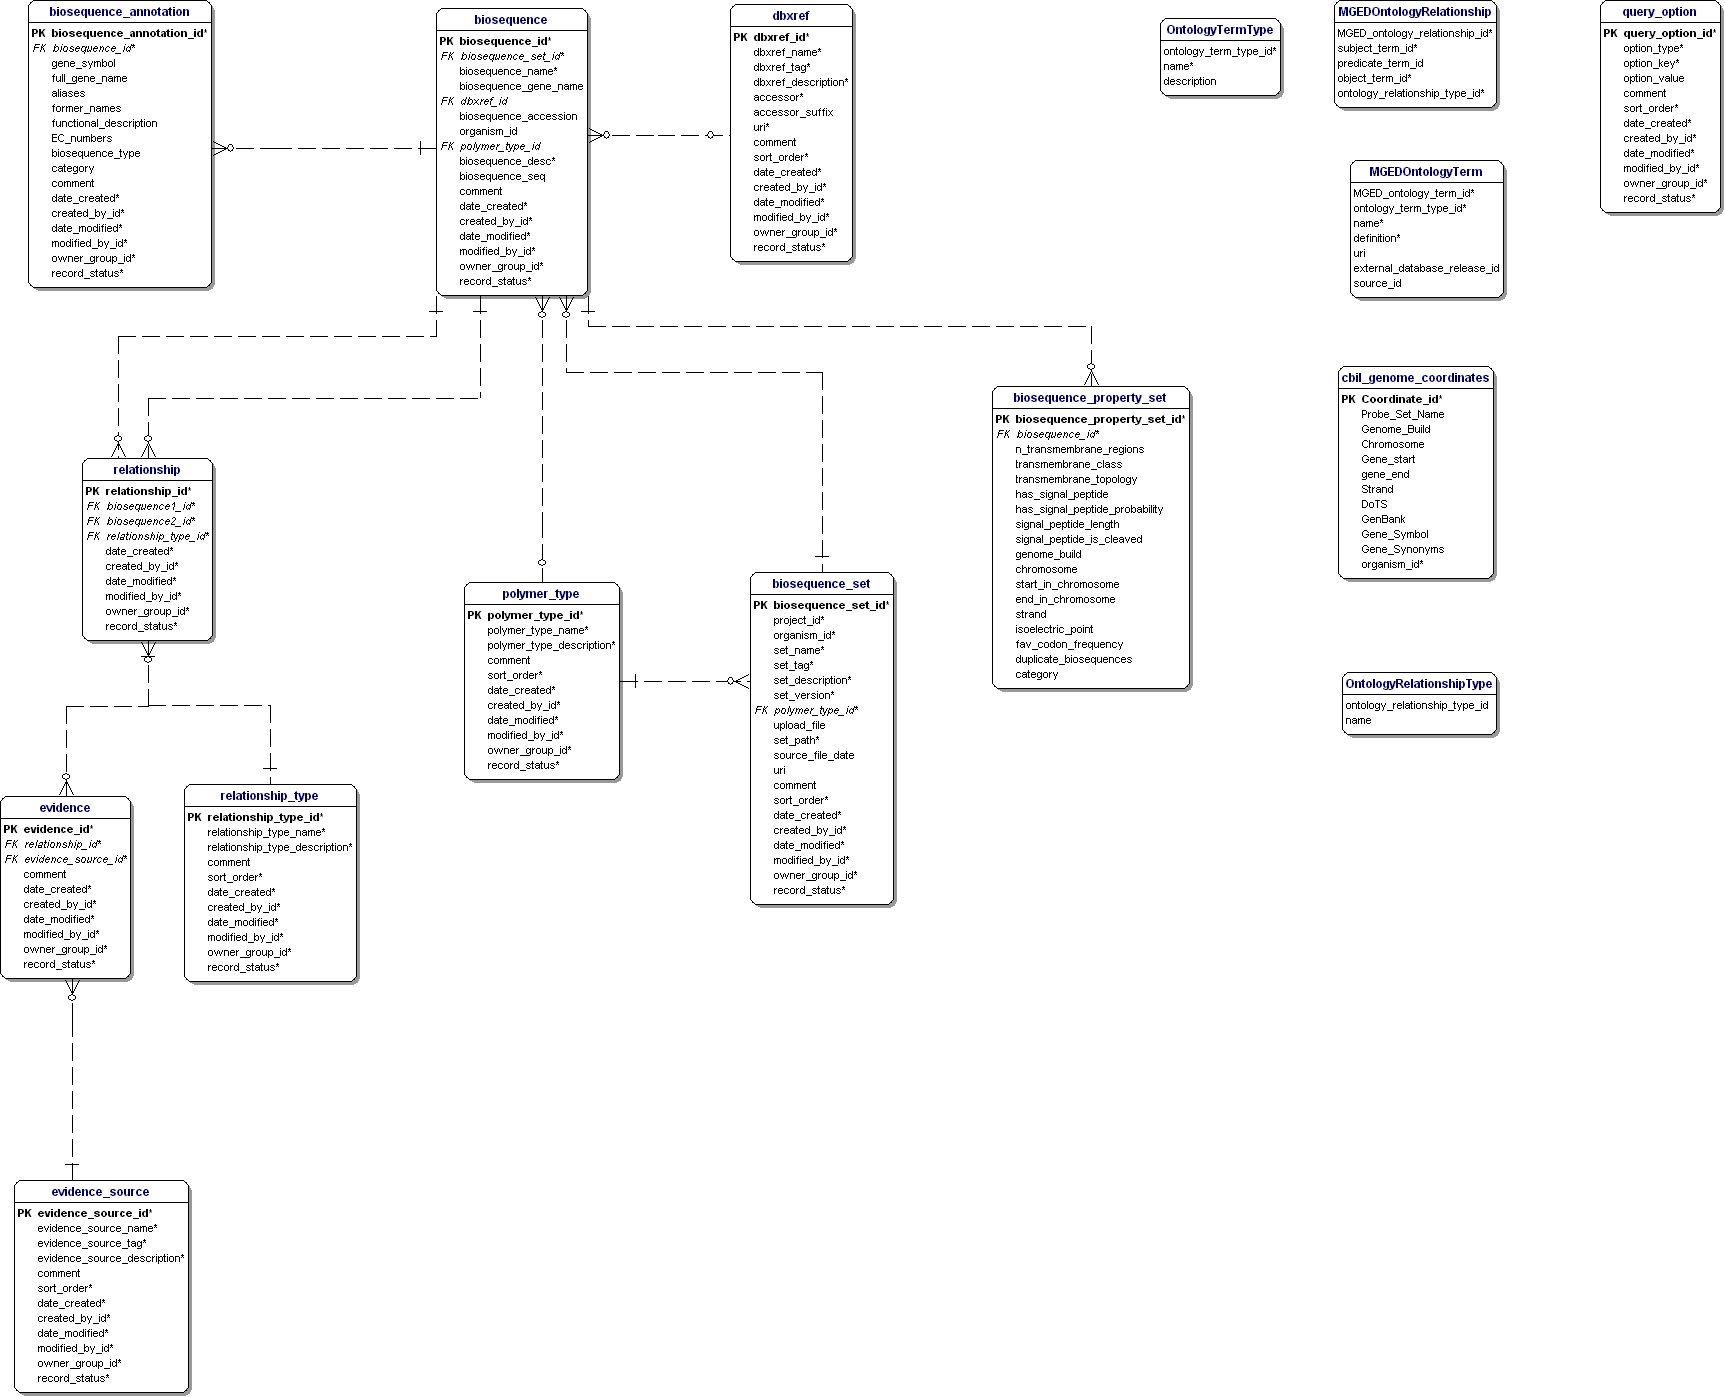 biosequence_annotation
PK biosequence_annotation_id*
FK biosequence_id*
gene_symbol
full_gene_name
aliases
former_names
functional_description
EC_numbers
biosequence_type
category
comment
date_created*
created_by_id*
date_modified*
modified_by_id*
owner_group_id*
record_status*
biosequence
PK biosequence_id*
FK biosequence_set_id*
biosequence_name*
biosequence_gene_name
FK dbxref_id
biosequence_accession
organism_id
FK polymer_type_id
biosequence_desc*
biosequence_seq
comment
date_created*
created_by_id*
date_modified*
modified_by_id*
owner_group_id*
record_status*
dbxref
PK dbxref_id*
dbxref_name*
dbxref_tag*
dbxref_description*
accessor*
accessor_suffix
uri*
comment
sort_order*
date_created*
created_by_id*
date_modified*
modified_by_id*
owner_group_id*
record_status*
OntologyTermType
ontology_term_type_id*
name*
description
MGEDOntologyRelationship
MGED_ontology_relationship_id*
subject_term_id*
predicate_term_id
object_term_id*
ontology_relationship_type_id*
query_option
PK query_option_id*
option_type*
option_key*
option_value
comment
sort_order*
date_created*
created_by_id*
date_modified*
modified_by_id*
owner_group_id*
record_status*
MGEDOntologyTerm
MGED_ontology_term_id*
ontology_term_type_id*
name*
definition*
uri
external_database_release_id
source_id
cbil_genome_coordinates
PK Coordinate_id*
Probe_Set_Name
Genome_Build
Chromosome
Gene_start
gene_end
Strand
DoTS
GenBank
Gene_Symbol
Gene_Synonyms
organism_id*
biosequence_property_set
PK biosequence_property_set_id*
FK biosequence_id*
n_transmembrane_regions
transmembrane_class
transmembrane_topology
has_signal_peptide
has_signal_peptide_probability
signal_peptide_length
signal_peptide_is_cleaved
genome_build
chromosome
start_in_chromosome
end_in_chromosome
strand
isoelectric_point
fav_codon_frequency
duplicate_biosequences
category
relationship
PK relationship_id*
FK biosequence1_id*
FK biosequence2_id*
FK relationship_type_id*
date_created*
created_by_id*
date_modified*
modified_by_id*
owner_group_id*
record_status*
polymer_type
PK polymer_type_id*
polymer_type_name*
polymer_type_description*
comment
sort_order*
date_created*
created_by_id*
date_modified*
modified_by_id*
owner_group_id*
record_status*
biosequence_set
PK biosequence_set_id*
project_id*
organism_id*
set_name*
set_tag*
set_description*
set_version*
FK polymer_type_id*
upload_file
set_path*
source_file_date
uri
comment
sort_order*
date_created*
created_by_id*
date_modified*
modified_by_id*
owner_group_id*
record_status*
OntologyRelationshipType
ontology_relationship_type_id
name
evidence
PK evidence_id*
FK relationship_id*
FK evidence_source_id*
comment
date_created*
created_by_id*
date_modified*
modified_by_id*
owner_group_id*
record_status*
relationship_type
PK relationship_type_id*
relationship_type_name*
relationship_type_description*
comment
sort_order*
date_created*
created_by_id*
date_modified*
modified_by_id*
owner_group_id*
record_status*
evidence_source
PK evidence_source_id*
evidence_source_name*
evidence_source_tag*
evidence_source_description*
comment
sort_order*
date_created*
created_by_id*
date_modified*
modified_by_id*
owner_group_id*
record_status*